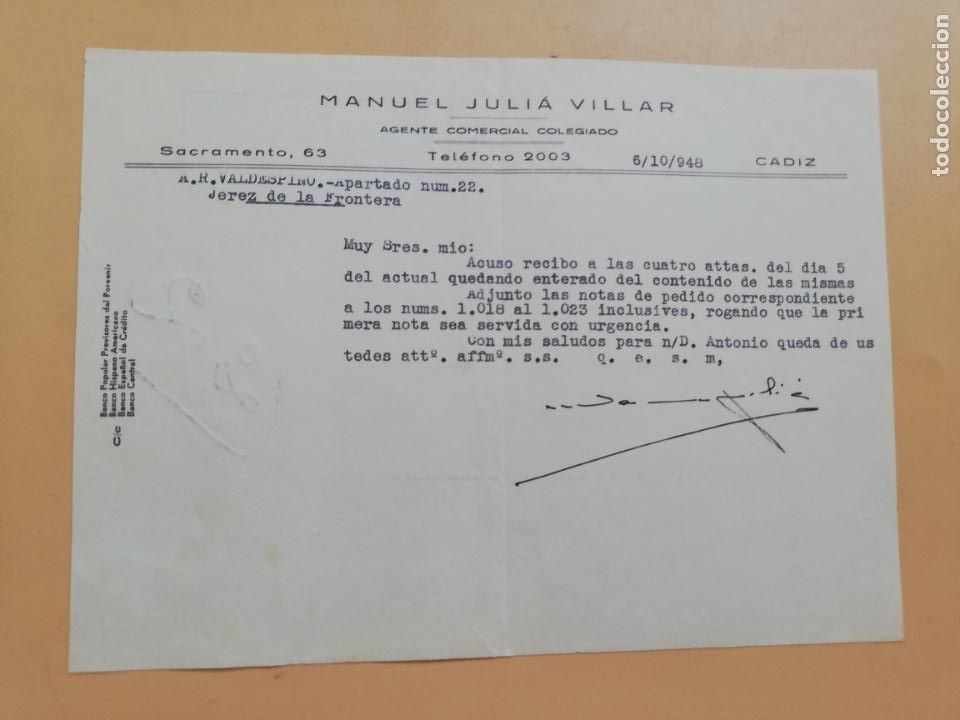 MANUEL JULIÁ VILLAR
AGENTE COMERCIAL COLEGIADO
Sacramento, 63 Teléfono 2003 6/10/948 CADIZ
A.R.VALDESPINO.-Apartado num.22.
Jerez de la Frontera
Muy Sres. mio:
Acuso recibo a las cuatro attas. del dia 5
del actual quedando enterado del contenido de las mismas
Adjunto las notas de pedido correspondiente
a los nums. 1.018 al 1.023 inclusives, rogando que la pri
mera nota sea servida con urgencia.
Con mis saludos para n/D. Antonio queda de us
tedes attº. affmº. s.s. q. e. s. m,
C/c
Banco Popular Previsores del Porvenir
Banco Hispano Americano
Banco Español de Crédito
Banco Central
todocoleccion